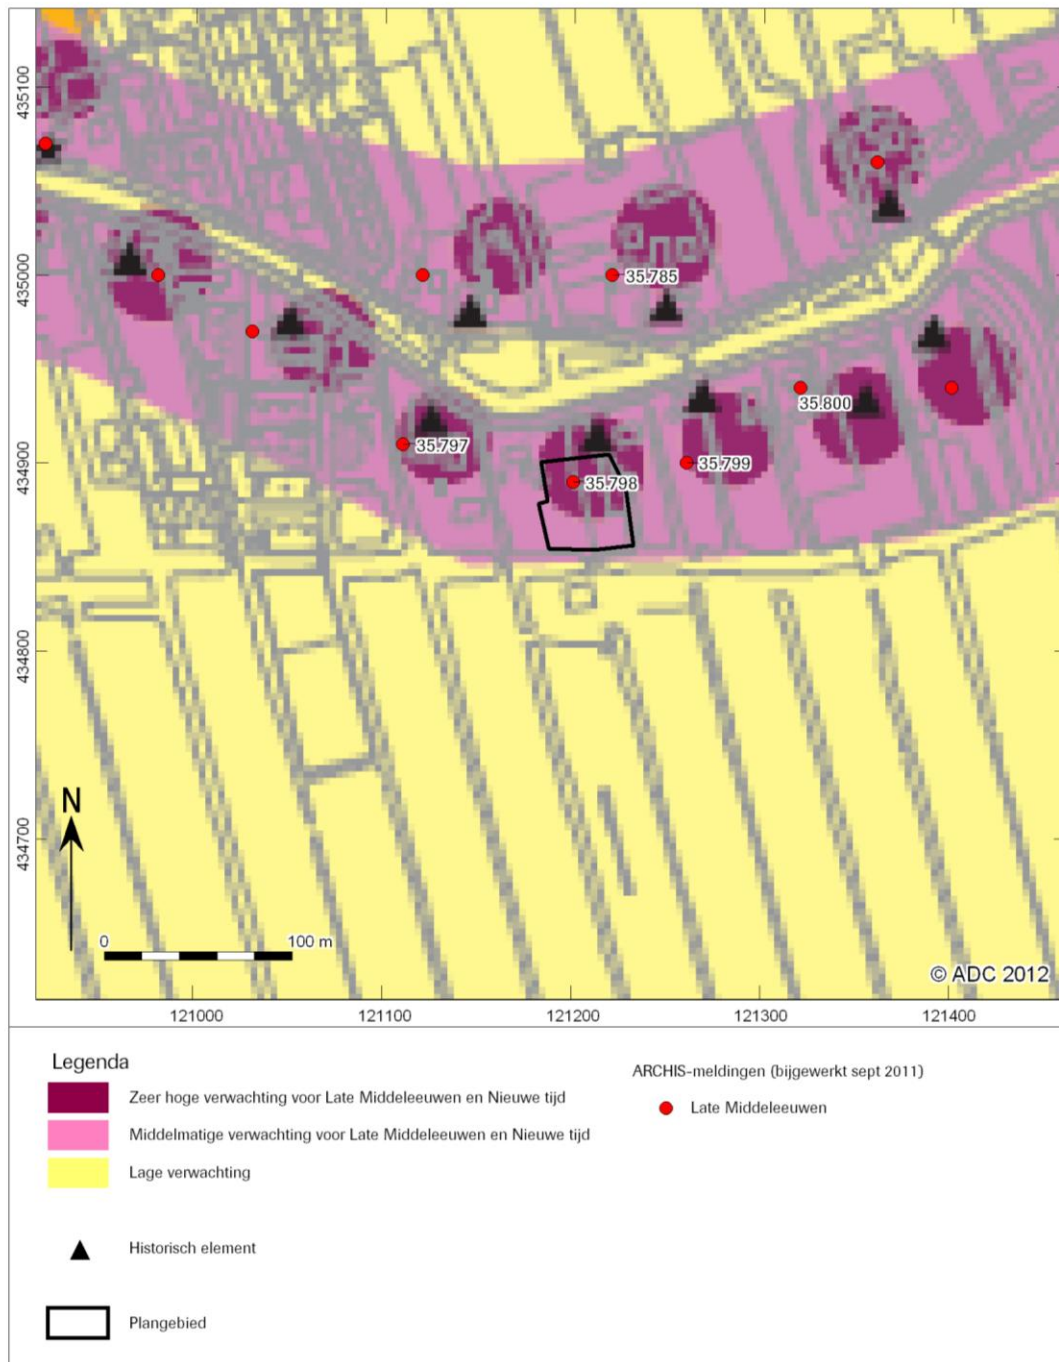 435100
435000
35.785
35.800
35.797
434900
35.799
35.798
434800
N
434700
0 100 m
© ADC 2012
121000 121100 121200 121300 121400
Legenda
Zeer hoge verwachting voor Late Middeleeuwen en Nieuwe tijd
Middelmatige verwachting voor Late Middeleeuwen en Nieuwe tijd
Lage verwachting
Historisch element
Plangebied
ARCHIS-meldingen (bijgewerkt sept 2011)
Late Middeleeuwen